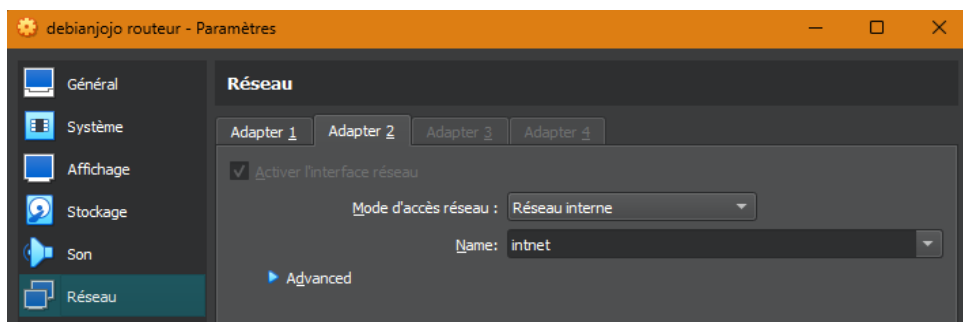 debianjojo routeur - Paramètres
Général
Système
Affichage
Stockage
Son
Réseau
Réseau
Adapter 1
Adapter 2
Adapter 3
Adapter 4
Activer l'interface réseau
Mode d'accès réseau : Réseau interne
Name: intnet
Advanced